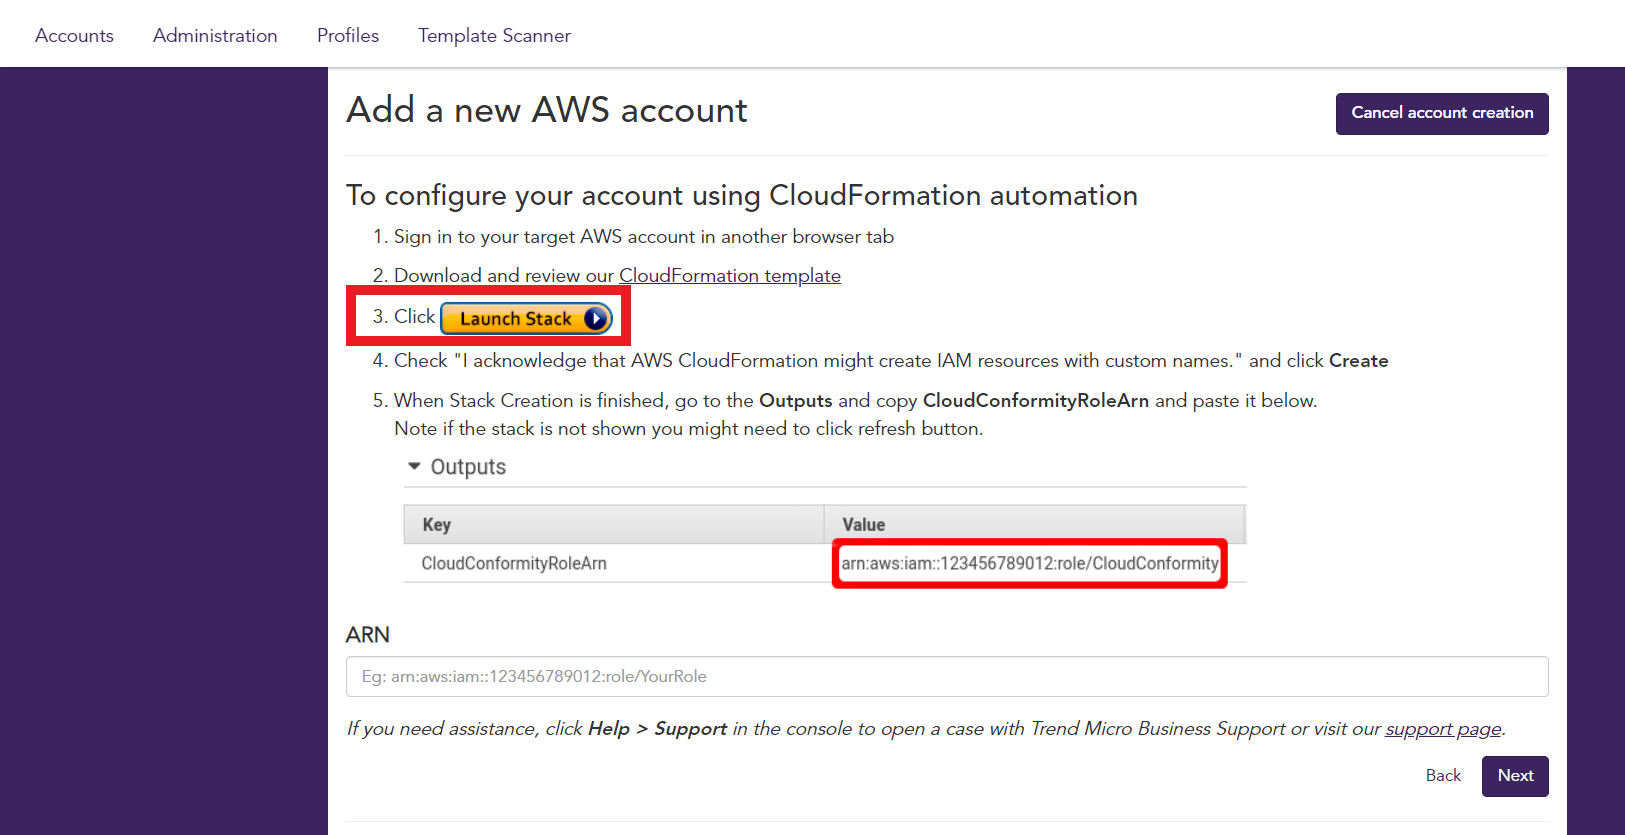 Accounts Administration Profiles Template Scanner
Add a new AWS account
Cancel account creation
To configure your account using CloudFormation automation
1. Sign in to your target AWS account in another browser tab
2. Download and review our CloudFormation template
3. Click Launch Stack
4. Check "I acknowledge that AWS CloudFormation might create IAM resources with custom names." and click Create
5. When Stack Creation is finished, go to the Outputs and copy CloudConformityRoleArn and paste it below.
Note if the stack is not shown you might need to click refresh button.
Outputs
Key Value
CloudConformityRoleArn arn:aws:iam::123456789012:role/CloudConformity
ARN
Eg: arn:aws:iam::123456789012:role/YourRole
If you need assistance, click Help > Support in the console to open a case with Trend Micro Business Support or visit our support page.
Back Next